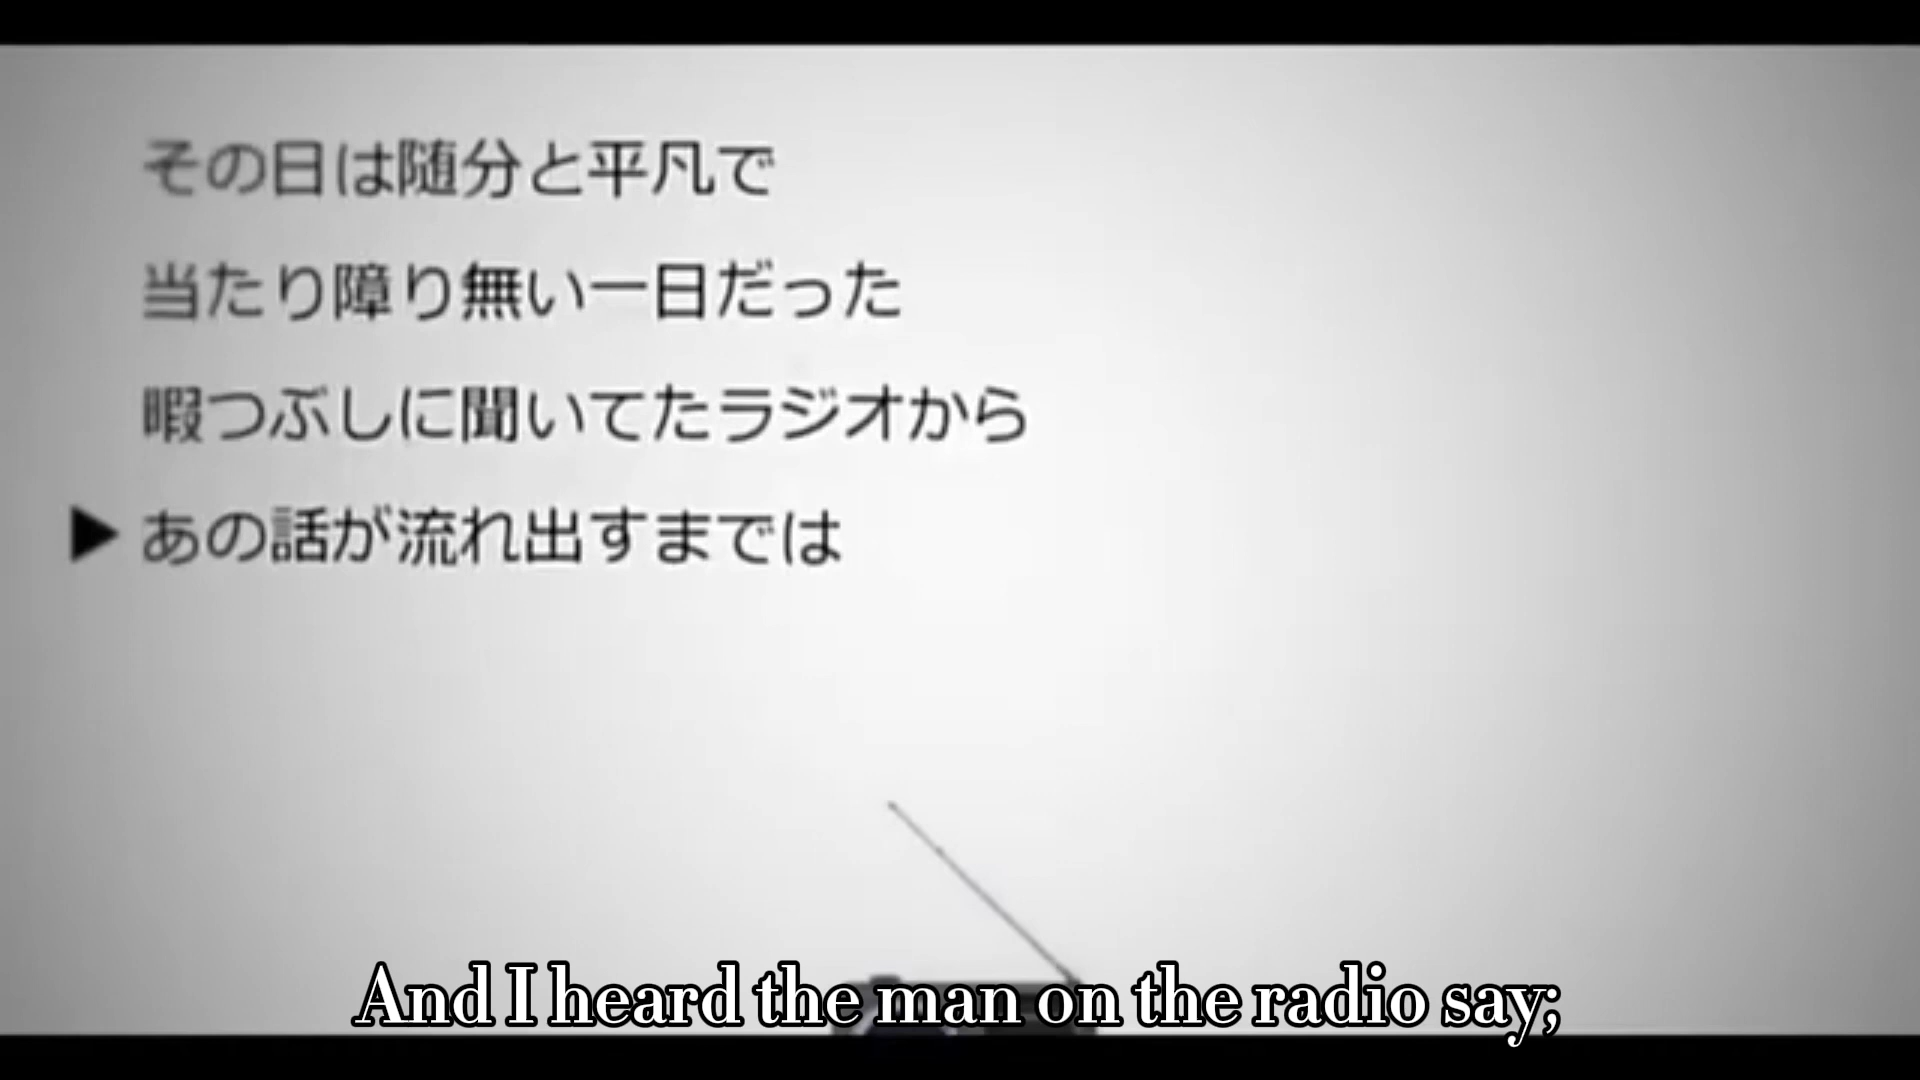 その日は随分と平凡で
当たり障り無い一日だった
暇つぶしに聞いてたラジオから
▶あの話が流れ出すまでは
And I heard the man on the radio say;